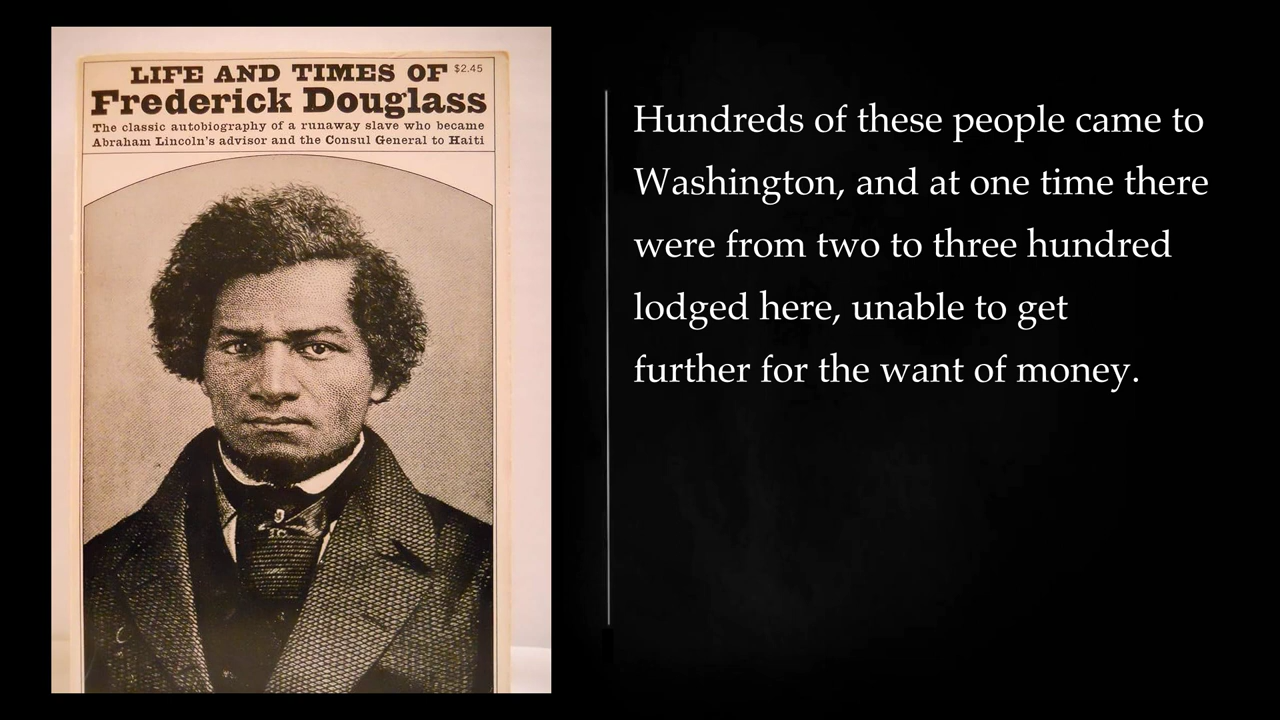 LIFE AND TIMES OF $2.45
Frederick Douglass
The classic autobiography of a runaway slave who became
Abraham Lincoln's advisor and the Consul General to Haiti
Hundreds of these people came to
Washington, and at one time there
were from two to three hundred
lodged here, unable to get
further for the want of money.